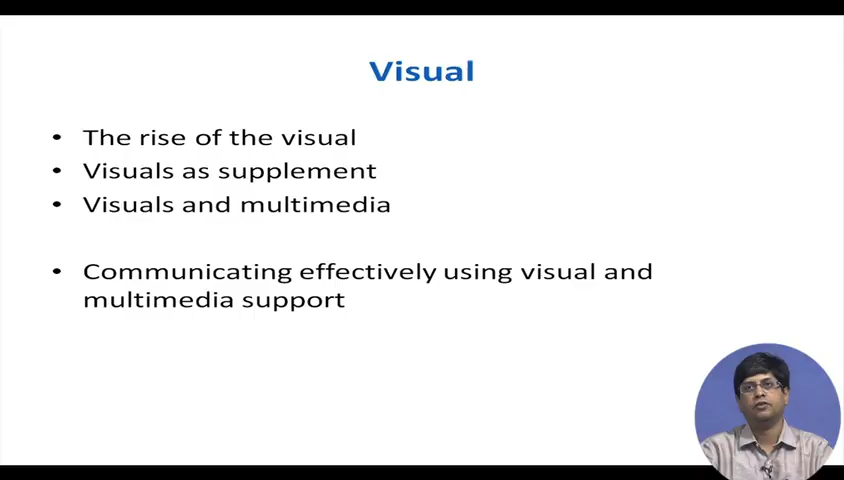 Visual
• The rise of the visual
• Visuals as supplement
• Visuals and multimedia
• Communicating effectively using visual and
multimedia support